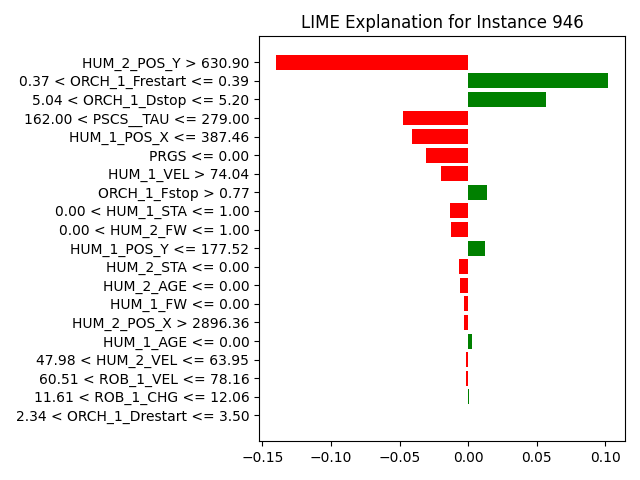 LIME Explanation for Instance 946
HUM_2_POS_Y > 630.90
0.37 < ORCH_1_Frestart <= 0.39
5.04 < ORCH_1_Dstop <= 5.20
162.00 < PSCS__TAU <= 279.00
HUM_1_POS_X <= 387.46
PRGS <= 0.00
HUM_1_VEL > 74.04
ORCH_1_Fstop > 0.77
0.00 < HUM_1_STA <= 1.00
0.00 < HUM_2_FW <= 1.00
HUM_1_POS_Y <= 177.52
HUM_2_STA <= 0.00
HUM_2_AGE <= 0.00
HUM_1_FW <= 0.00
HUM_2_POS_X > 2896.36
HUM_1_AGE <= 0.00
47.98 < HUM_2_VEL <= 63.95
60.51 < ROB_1_VEL <= 78.16
11.61 < ROB_1_CHG <= 12.06
2.34 < ORCH_1_Drestart <= 3.50
−0.15 −0.10 −0.05 0.00 0.05 0.10